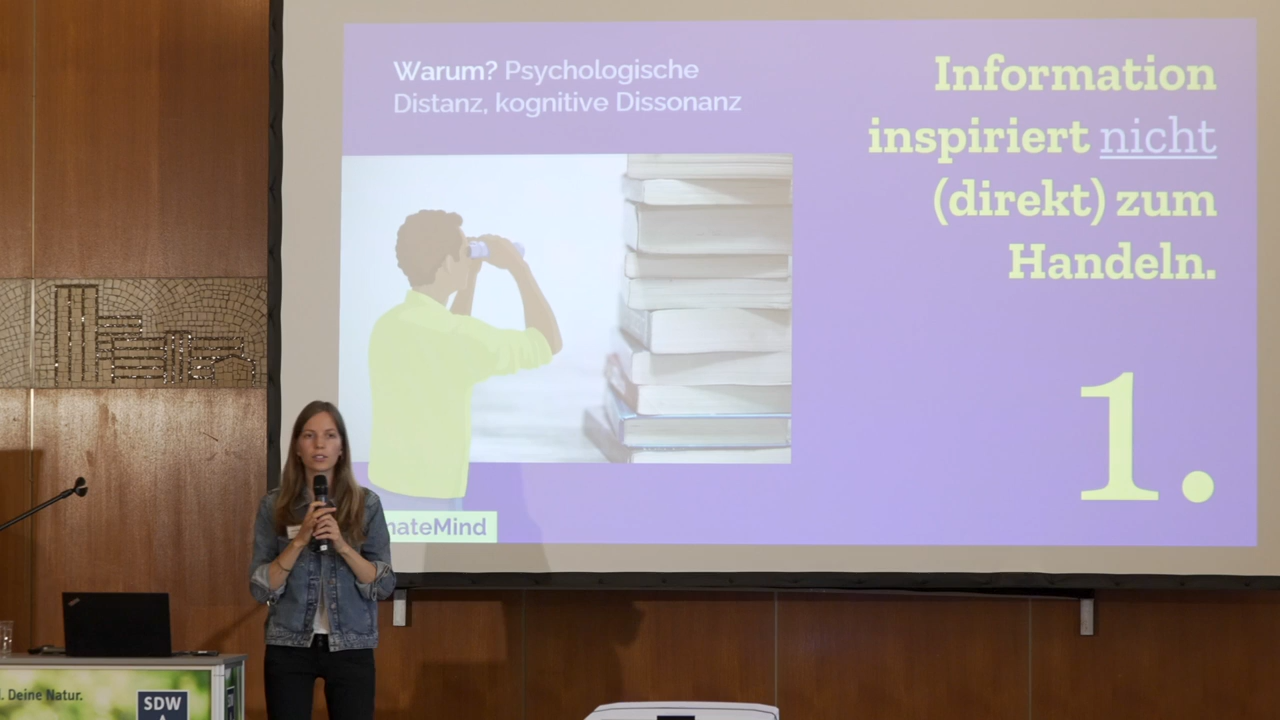 Warum? Psychologische
Distanz, kognitive Dissonanz
Information
inspiriert nicht
(direkt) zum
Handeln.
1.
mateMind
Deine Natur.
SDW